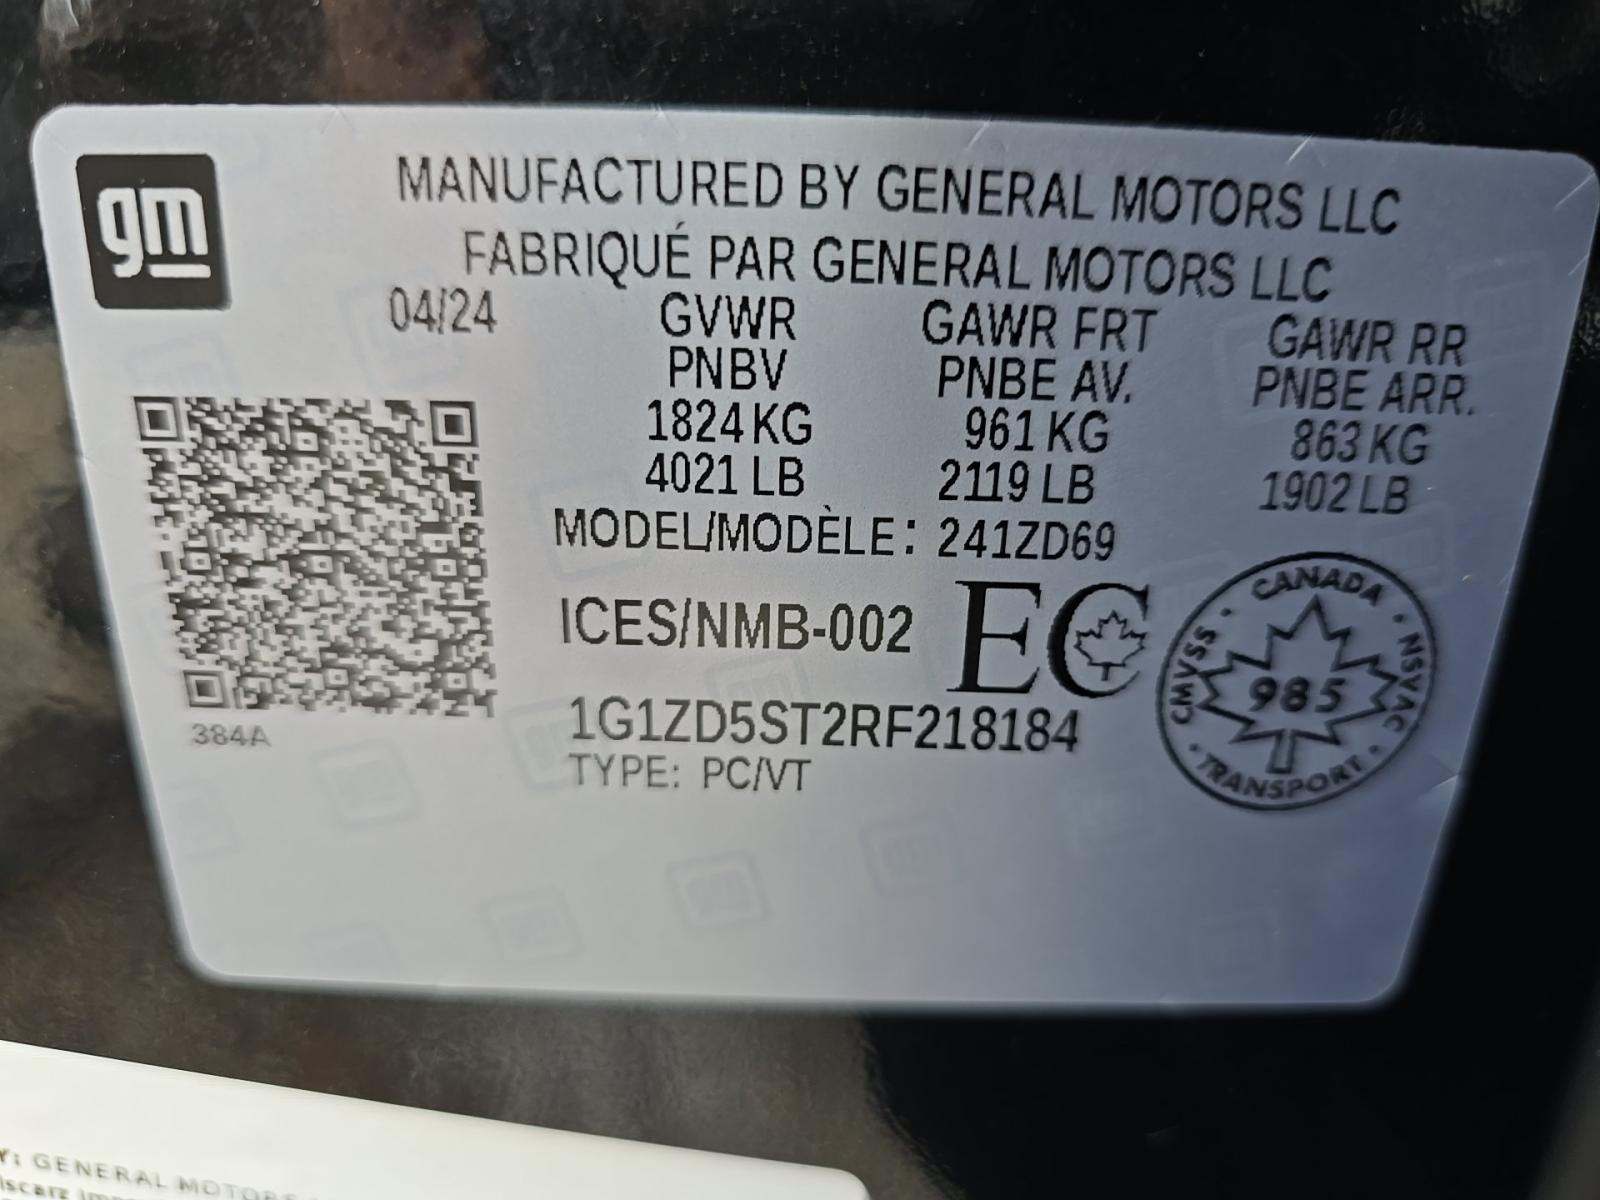 gm
MANUFACTURED BY GENERAL MOTORS LLC
FABRIQUÉ PAR GENERAL MOTORS LLC
04/24 GVWR GAWR FRT GAWR RR
PNBV PNBE AV. PNBE ARR.
1824 KG 961 KG 863 KG
4021 LB 2119 LB 1902 LB
MODEL/MODÈLE: 241ZD69
ICES/NMB-002 EC
CANADA
CMVSS · NSVAC
985
TRANSPORT
384A
1G1ZD5ST2RF218184
TYPE: PC/VT
GENERAL MOTORS